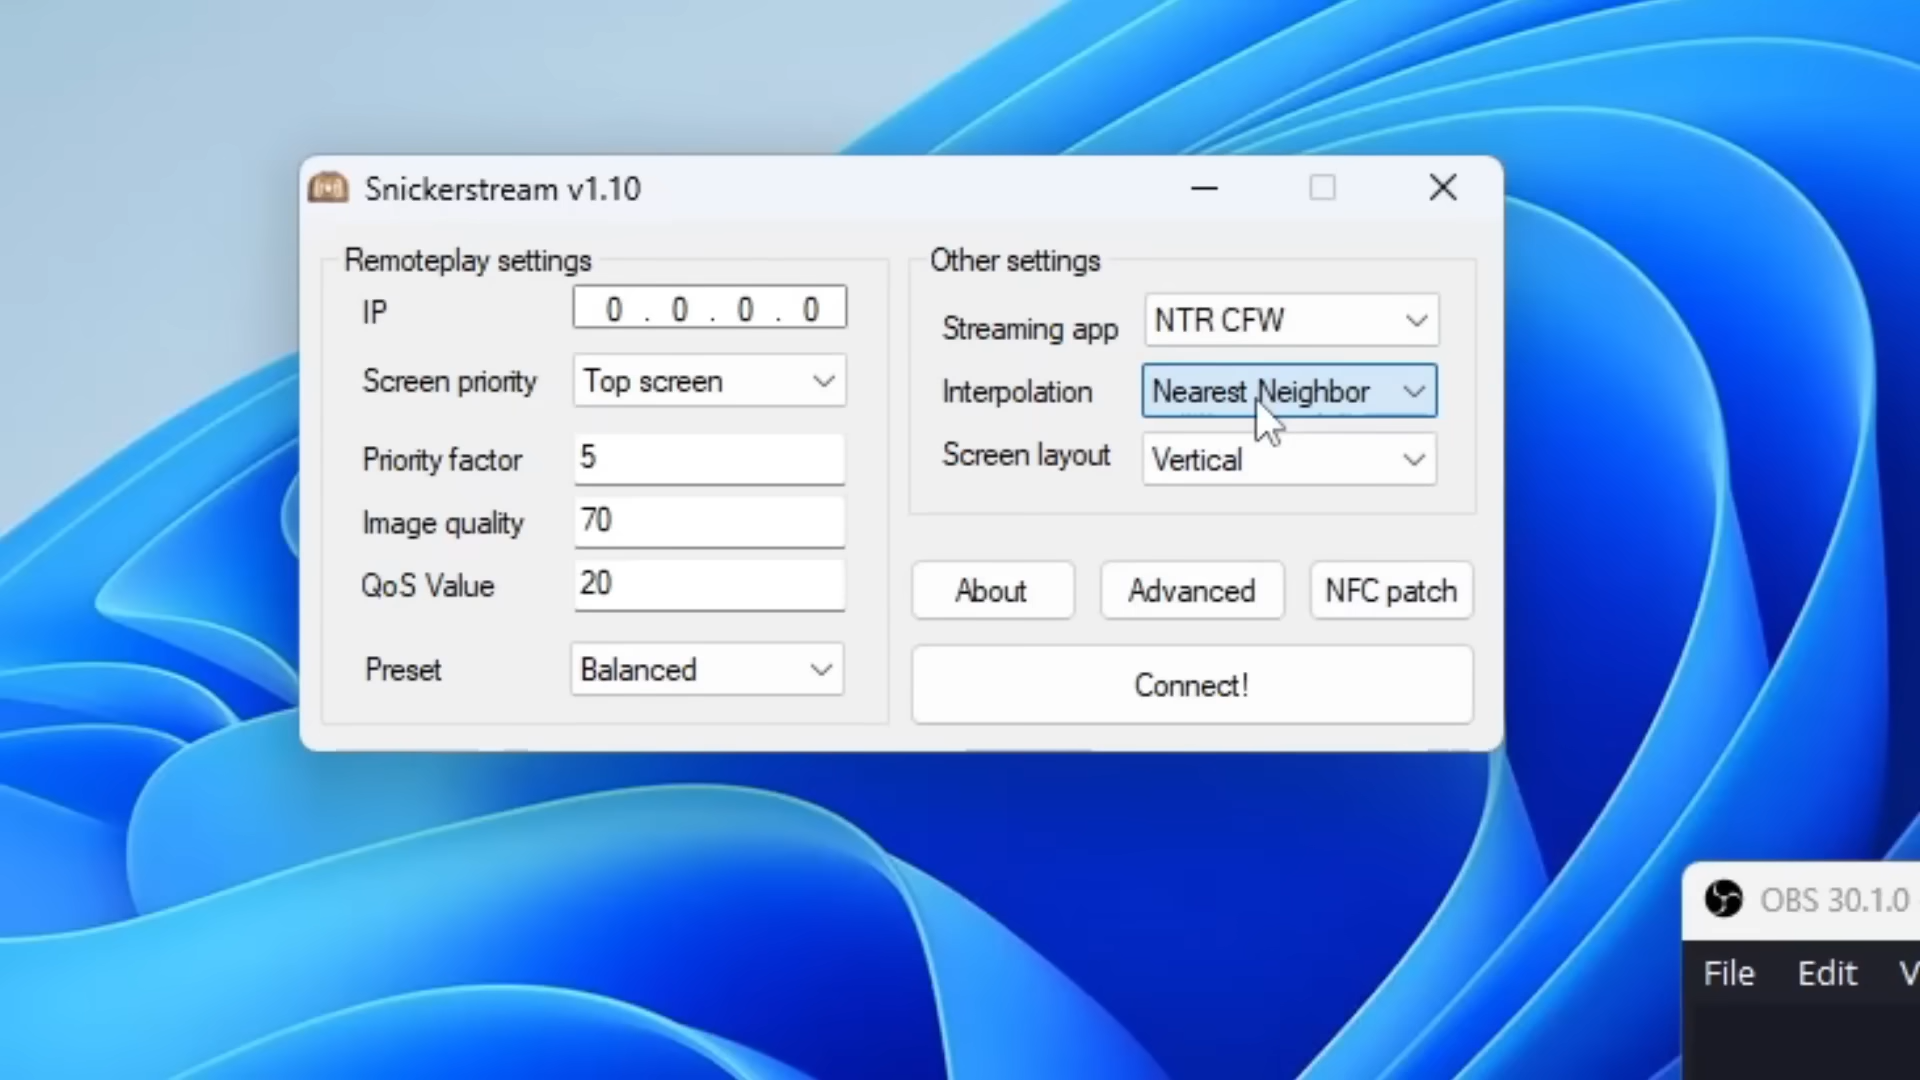 Snickerstream v1.10
Remoteplay settings
IP 0 . 0 . 0 . 0
Screen priority Top screen
Priority factor 5
Image quality 70
QoS Value 20
Preset Balanced
Other settings
Streaming app NTR CFW
Interpolation Nearest Neighbor
Screen layout Vertical
About Advanced NFC patch
Connect!
OBS 30.1.0
File Edit V